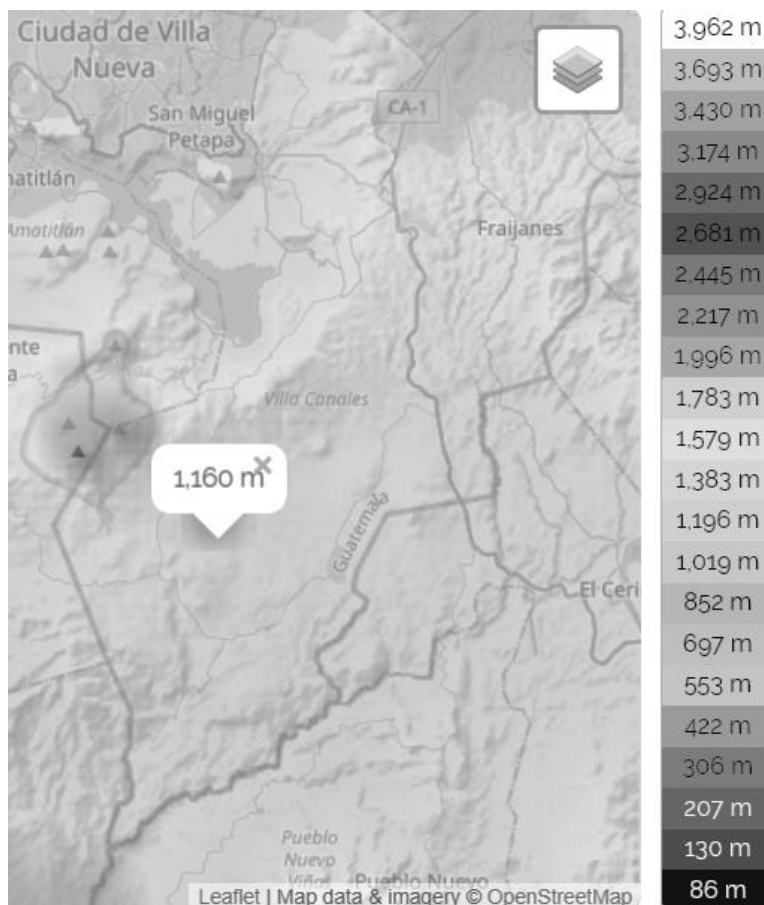 Ciudad de Villa
Nueva
San Miguel
Petapa
CA-1
matitlán
Amatitlán
Fraijanes
nte
a
Villa Canales
1,160 m
×
Guatemala
El Ceri
Pueblo
Nuevo
Viñas
Pueblo Nuevo
Leaflet | Map data & imagery © OpenStreetMap
3,962 m
3,693 m
3,430 m
3,174 m
2,924 m
2,681 m
2,445 m
2,217 m
1,996 m
1,783 m
1,579 m
1,383 m
1,196 m
1,019 m
852 m
697 m
553 m
422 m
306 m
207 m
130 m
86 m